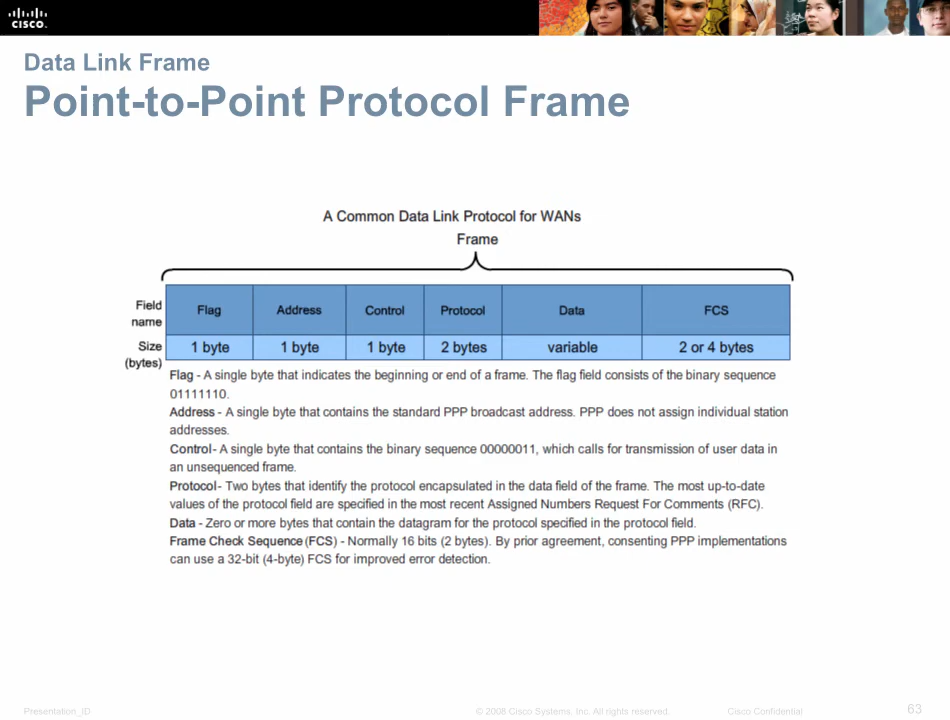 CISCO.
Data Link Frame
Point-to-Point Protocol Frame
A Common Data Link Protocol for WANs
Frame
Field name
Flag Address Control Protocol Data FCS
Size (bytes)
1 byte 1 byte 1 byte 2 bytes variable 2 or 4 bytes
Flag - A single byte that indicates the beginning or end of a frame. The flag field consists of the binary sequence
01111110.
Address - A single byte that contains the standard PPP broadcast address. PPP does not assign individual station
addresses.
Control- A single byte that contains the binary sequence 00000011, which calls for transmission of user data in
an unsequenced frame.
Protocol- Two bytes that identify the protocol encapsulated in the data field of the frame. The most up-to-date
values of the protocol field are specified in the most recent Assigned Numbers Request For Comments (RFC).
Data - Zero or more bytes that contain the datagram for the protocol specified in the protocol field.
Frame Check Sequence (FCS) - Normally 16 bits (2 bytes). By prior agreement, consenting PPP implementations
can use a 32-bit (4-byte) FCS for improved error detection.
Presentation_ID © 2008 Cisco Systems, Inc. All rights reserved. Cisco Confidential 63